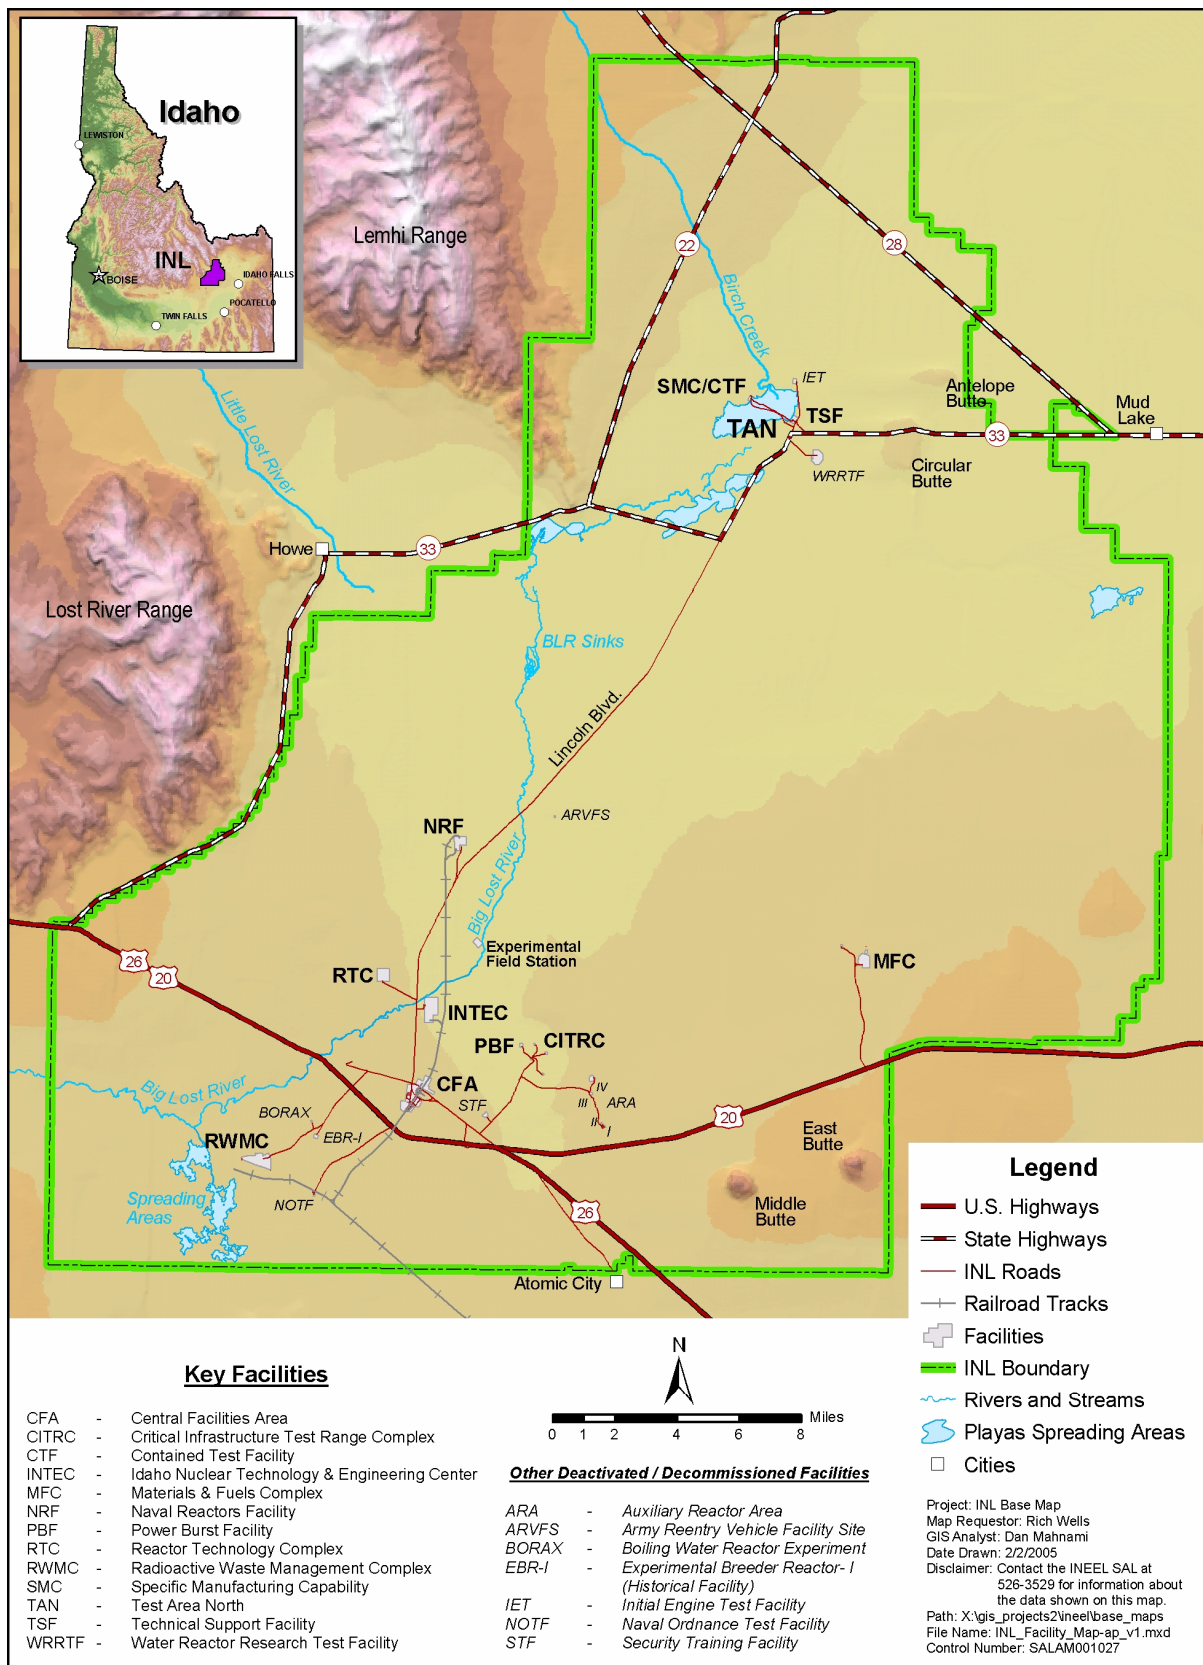 Idaho
LEWISTON
INL
BOISE
IDAHO FALLS
POCATELLO
TWIN FALLS
Lemhi Range
22
28
Birch Creek
Little Lost River
SMC/CTF
IET
TSF
TAN
Antelope
Butte
Mud
Lake
33
WRRTF
Circular
Butte
Howe
33
Lost River Range
BLR Sinks
Lincoln Blvd.
ARVFS
NRF
Big Lost River
Experimental
Field Station
26
20
RTC
MFC
INTEC
PBF
CITRC
CFA
IV
III
ARA
II
I
STF
Big Lost River
BORAX
EBR-I
RWMC
20
East
Butte
Spreading
Areas
NOTF
Middle
Butte
26
Atomic City
Legend
U.S. Highways
State Highways
INL Roads
Railroad Tracks
Facilities
INL Boundary
Rivers and Streams
Playas Spreading Areas
Cities
N
Miles
0 1 2 4 6 8
Key Facilities
CFA - Central Facilities Area
CITRC - Critical Infrastructure Test Range Complex
CTF - Contained Test Facility
INTEC - Idaho Nuclear Technology & Engineering Center
MFC - Materials & Fuels Complex
NRF - Naval Reactors Facility
PBF - Power Burst Facility
RTC - Reactor Technology Complex
RWMC - Radioactive Waste Management Complex
SMC - Specific Manufacturing Capability
TAN - Test Area North
TSF - Technical Support Facility
WRRTF - Water Reactor Research Test Facility
Other Deactivated / Decommissioned Facilities
ARA - Auxiliary Reactor Area
ARVFS - Army Reentry Vehicle Facility Site
BORAX - Boiling Water Reactor Experiment
EBR-I - Experimental Breeder Reactor- I
(Historical Facility)
IET - Initial Engine Test Facility
NOTF - Naval Ordnance Test Facility
STF - Security Training Facility
Project: INL Base Map
Map Requestor: Rich Wells
GIS Analyst: Dan Mahnami
Date Drawn: 2/2/2005
Disclaimer: Contact the INEEL SAL at
526-3529 for information about
the data shown on this map.
Path: X:\gis_projects2\ineel\base_maps
File Name: INL_Facility_Map-ap_v1.mxd
Control Number: SALAM001027